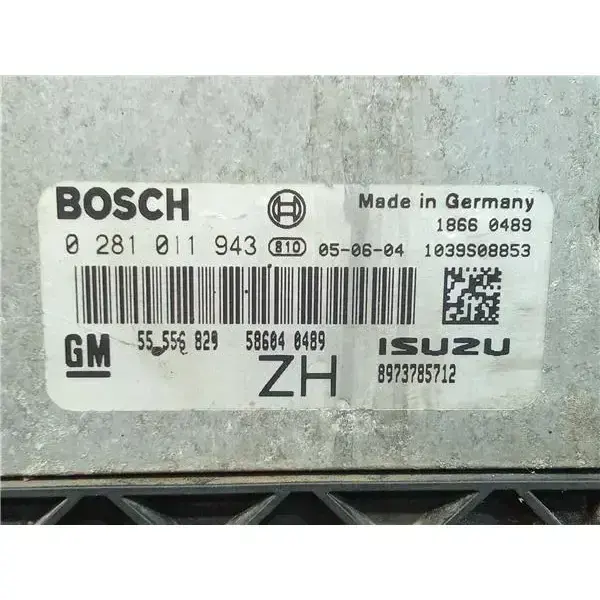 BOSCH Made in Germany
18660 0489
0 281 011 943 810 05-06-04 1039S08853
GM 55 556 829 58604 0489 ISUZU
ZH 8973785712